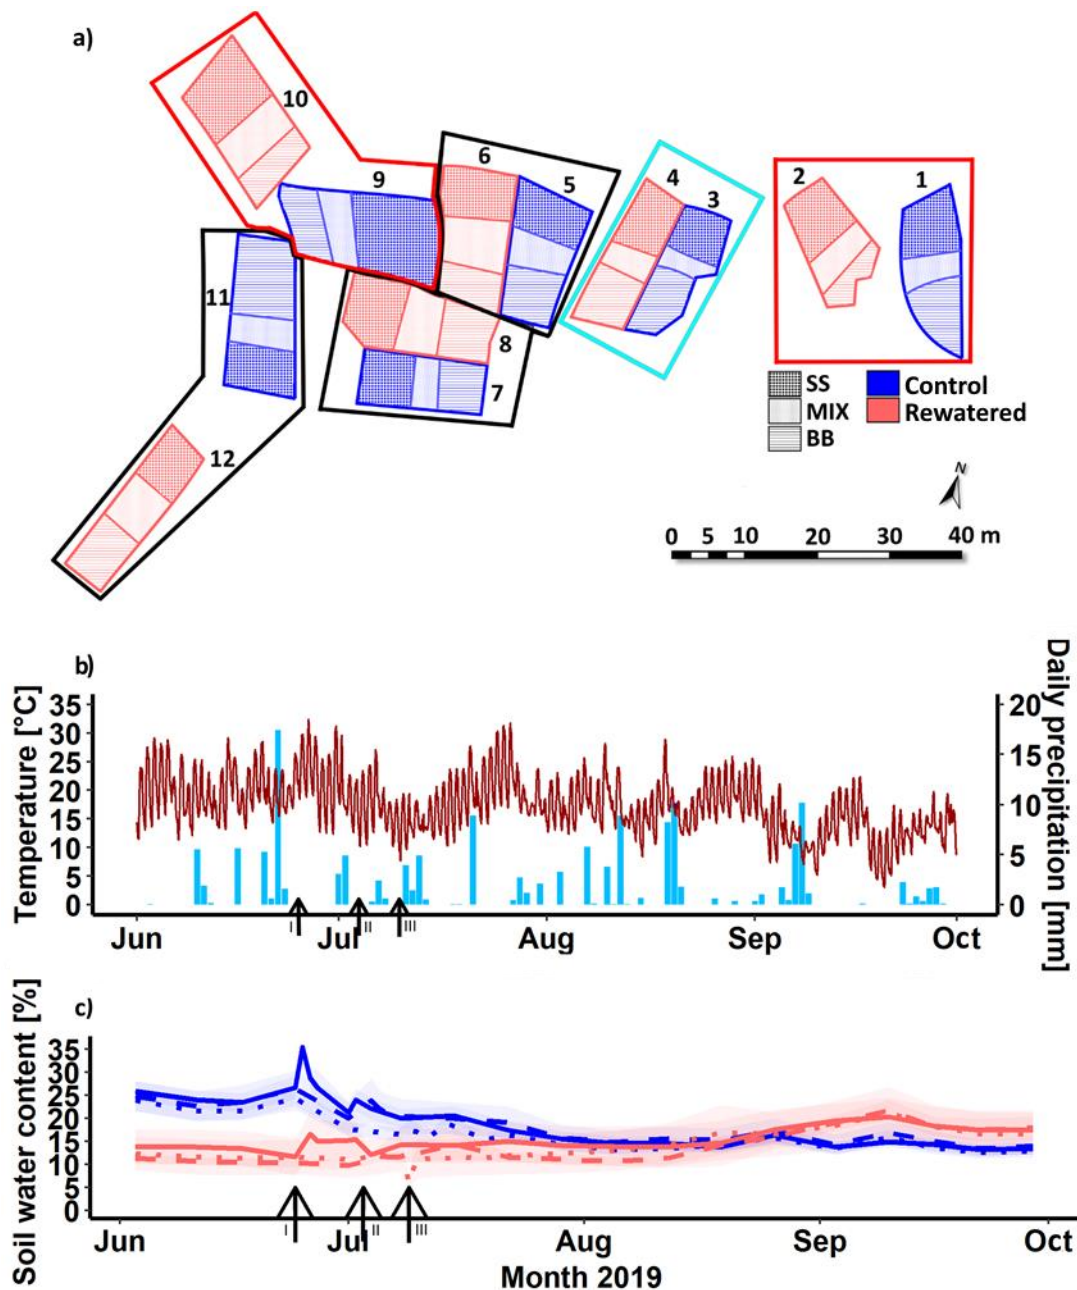 a)
10
9
6
5
4
3
2
1
11
8
7
12
SS
MIX
BB
Control
Rewatered
N
0 5 10 20 30 40 m
b)
Temperature [°C]
35
30
25
20
15
10
5
0
Daily precipitation [mm]
20
15
10
5
0
I II III
Jun Jul Aug Sep Oct
c)
Soil water content [%]
35
30
25
20
15
10
5
0
I II III
Jun Jul Aug Sep Oct
Month 2019